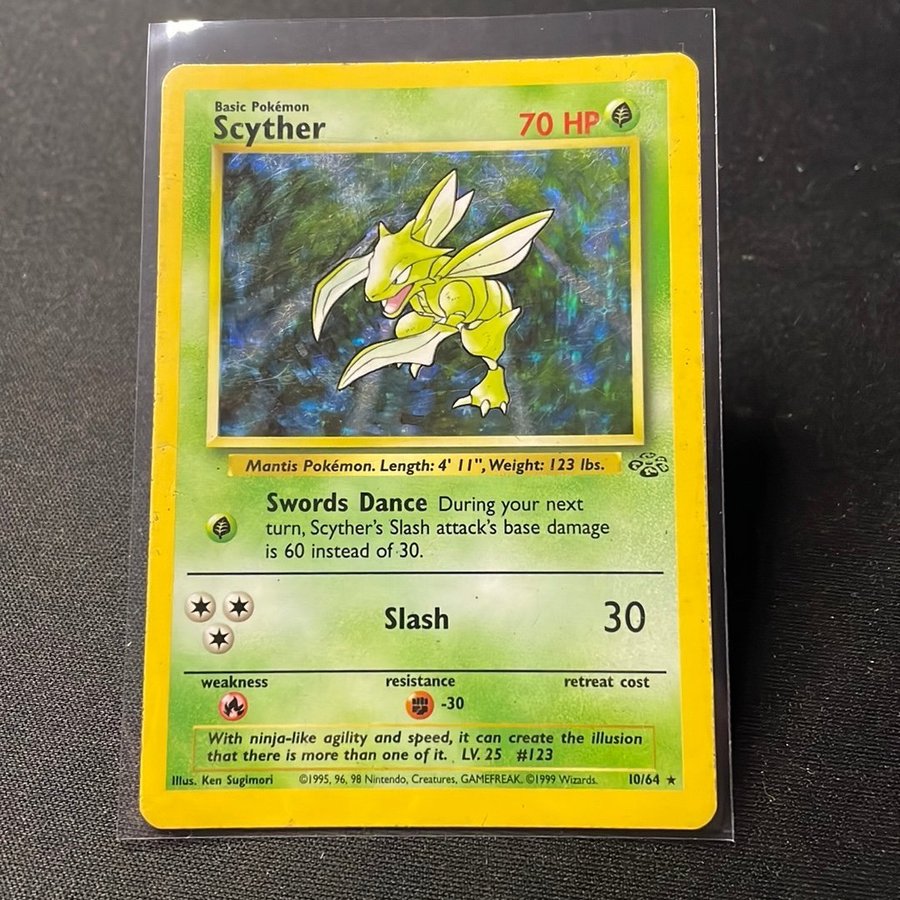 Basic Pokémon
Scyther
70 HP
Mantis Pokémon. Length: 4' 11", Weight: 123 lbs.
Swords Dance During your next
turn, Scyther's Slash attack's base damage
is 60 instead of 30.
Slash 30
weakness resistance retreat cost
-30
With ninja-like agility and speed, it can create the illusion
that there is more than one of it. LV. 25 #123
Illus. Ken Sugimori ©1995, 96, 98 Nintendo, Creatures, GAMEFREAK. ©1999 Wizards. 10/64 ★